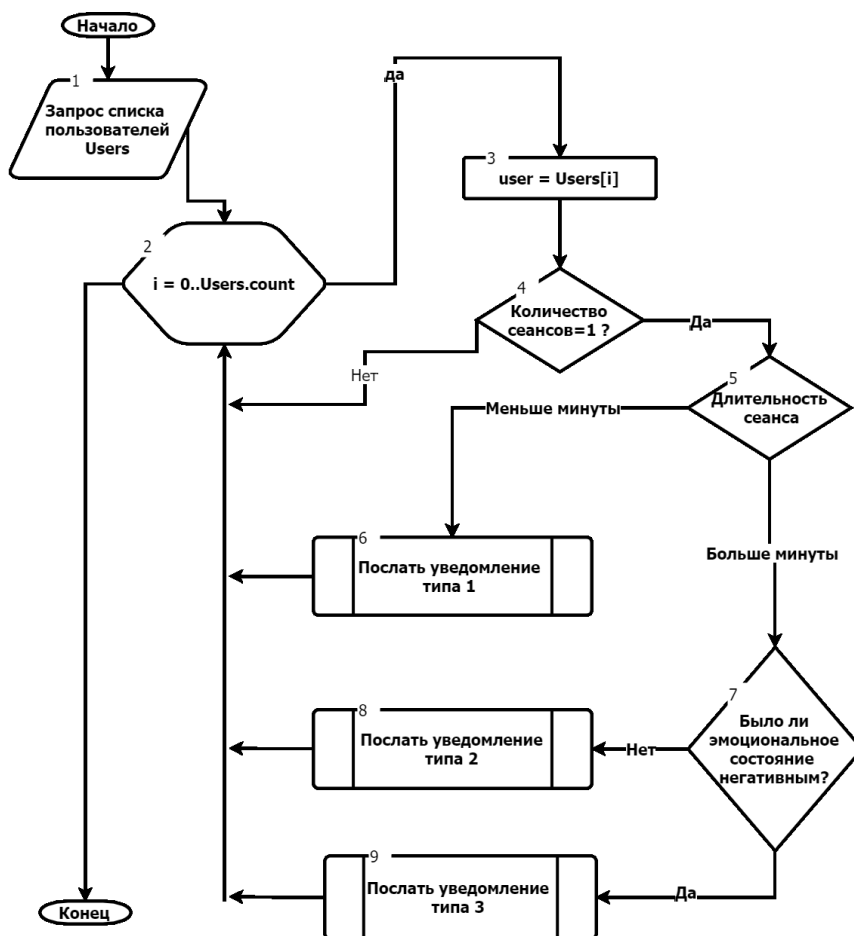 Начало
1
Запрос списка
пользователей
Users
2
i = 0..Users.count
да
3
user = Users[i]
4
Количество
сеансов=1 ?
Да
Нет
5
Длительность
сеанса
Меньше минуты
Больше минуты
6
Послать уведомление
типа 1
7
Было ли
эмоциональное
состояние
негативным?
Нет
8
Послать уведомление
типа 2
Да
9
Послать уведомление
типа 3
Конец